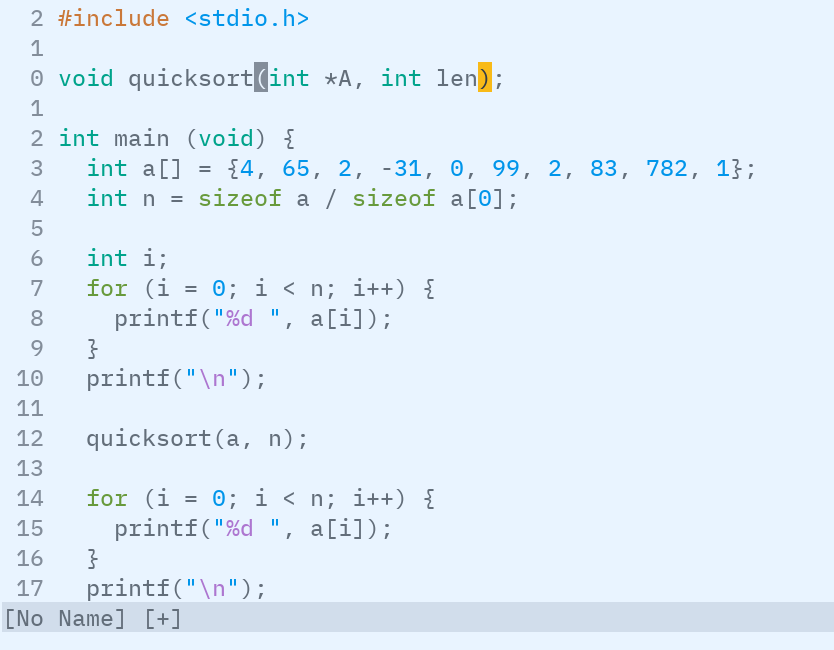 2 #include <stdio.h>
1
0 void quicksort(int *A, int len);
1
2 int main (void) {
3   int a[] = {4, 65, 2, -31, 0, 99, 2, 83, 782, 1};
4   int n = sizeof a / sizeof a[0];
5
6   int i;
7   for (i = 0; i < n; i++) {
8     printf("%d ", a[i]);
9   }
10   printf("\n");
11
12   quicksort(a, n);
13
14   for (i = 0; i < n; i++) {
15     printf("%d ", a[i]);
16   }
17   printf("\n");
[No Name] [+]